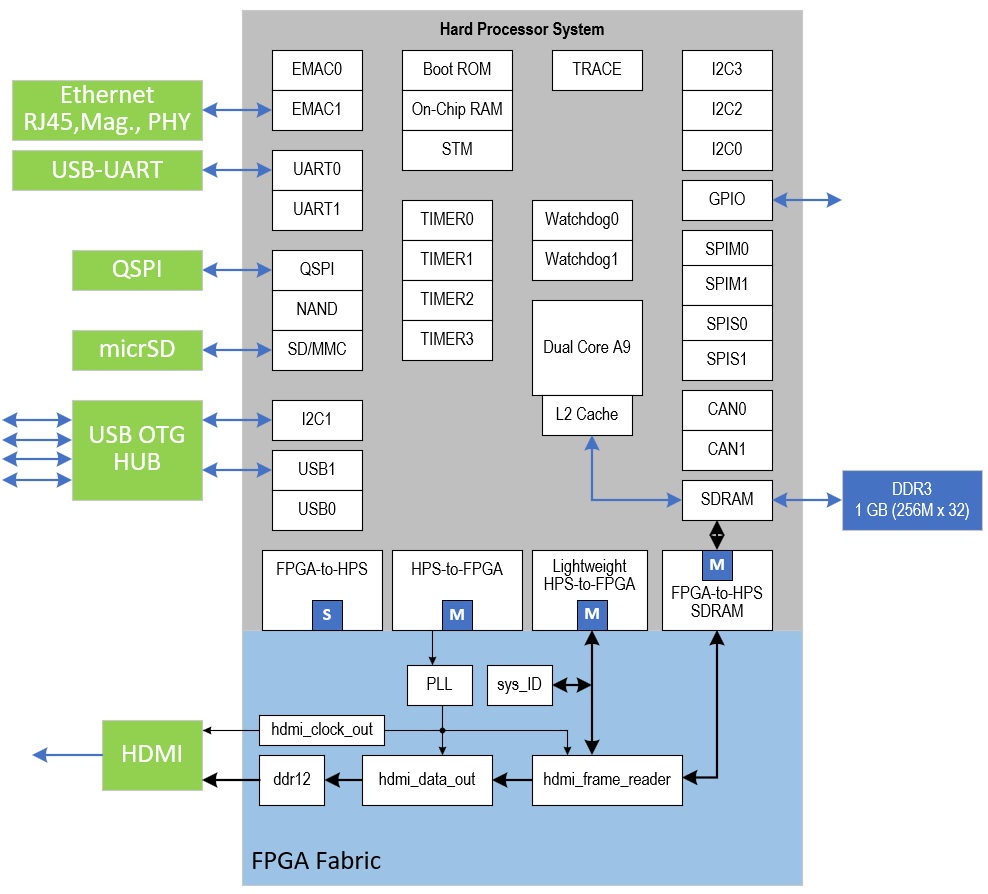 Hard Processor System
EMAC0
EMAC1
Boot ROM
On-Chip RAM
STM
TRACE
I2C3
I2C2
I2C0
Ethernet
RJ45,Mag., PHY
USB-UART
UART0
UART1
GPIO
TIMER0
TIMER1
TIMER2
TIMER3
Watchdog0
Watchdog1
SPIM0
SPIM1
SPIS0
SPIS1
QSPI
QSPI
NAND
SD/MMC
micrSD
Dual Core A9
L2 Cache
CAN0
CAN1
USB OTG
HUB
I2C1
USB1
USB0
SDRAM
DDR3
1 GB (256M x 32)
FPGA-to-HPS
S
HPS-to-FPGA
M
Lightweight
HPS-to-FPGA
M
M
FPGA-to-HPS
SDRAM
PLL
sys_ID
HDMI
hdmi_clock_out
ddr12
hdmi_data_out
hdmi_frame_reader
FPGA Fabric